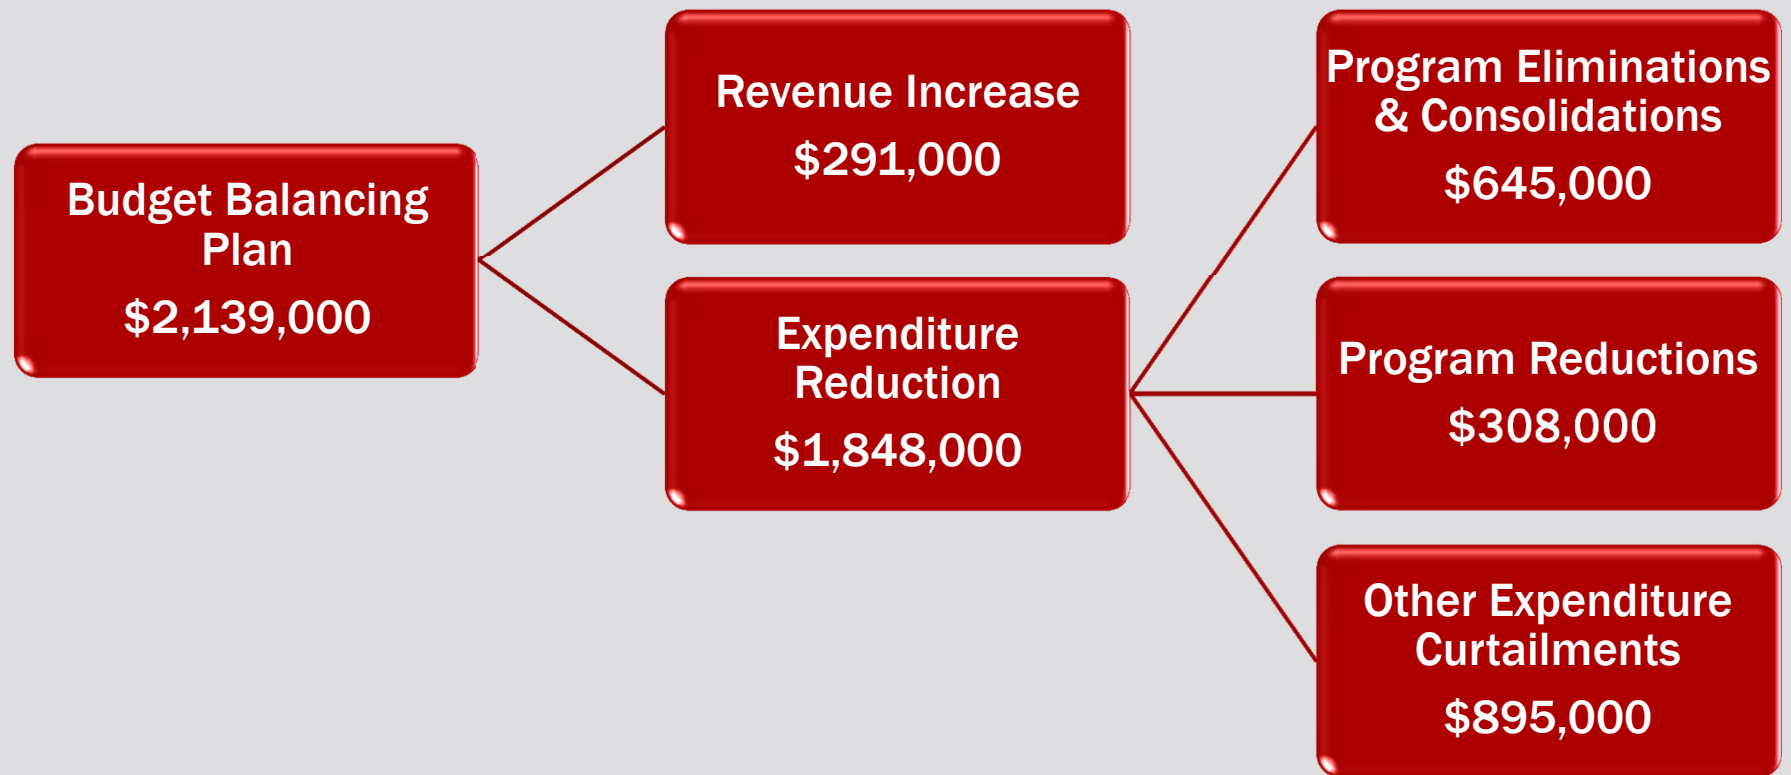 Budget Balancing
Plan
$2,139,000
Revenue Increase
$291,000
Expenditure
Reduction
$1,848,000
Program Eliminations
& Consolidations
$645,000
Program Reductions
$308,000
Other Expenditure
Curtailments
$895,000